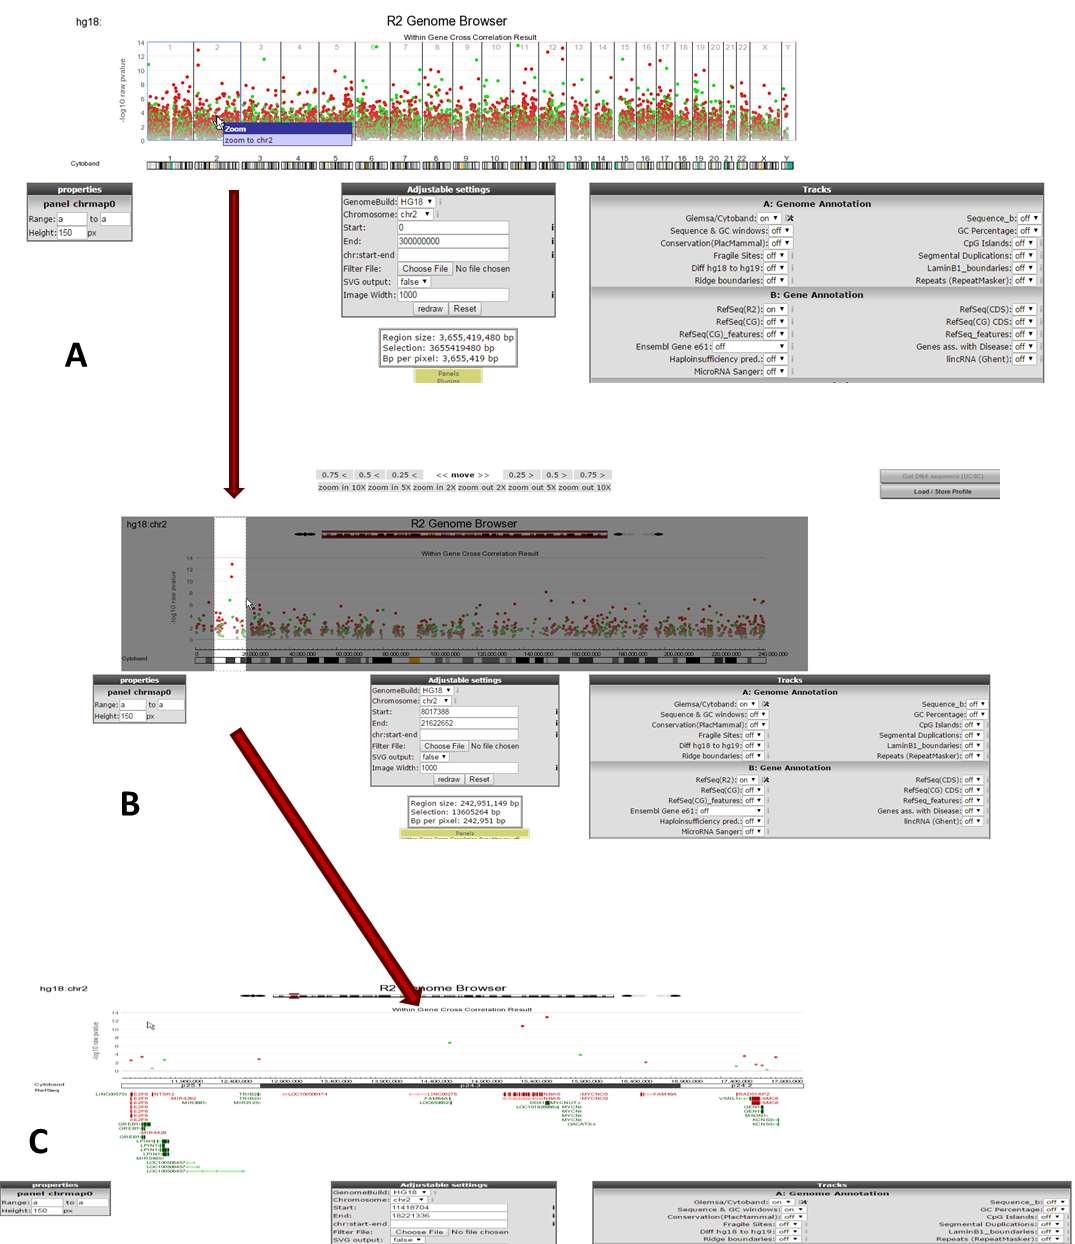 hg18:
R2 Genome Browser
Within Gene Cross Correlation Result
14
12
10
8
6
4
2
0
-log10 raw pvalue
1 2 3 4 5 6 7 8 9 10 11 12 13 14 15 16 17 18 19 20 21 22 X Y
Zoom
zoom to chr2
Cytoband
1 2 3 4 5 6 7 8 9 10 11 12 13 14 15 16 17 18 19 20 21 22 X Y
properties
panel chrmap0
Range: a to a
Height: 150 px
Adjustable settings
GenomeBuild: HG18
Chromosome: chr2
Start: 0
End: 300000000
chr:start-end
Filter File: Choose File No file chosen
SVG output: false
Image Width: 1000
redraw Reset
Region size: 3,655,419,480 bp
Selection: 3655419480 bp
Bp per pixel: 3,655,419 bp
Panels
Plugins
Tracks
A: Genome Annotation
Giemsa/Cytoband: on Sequence_b: off
Sequence & GC windows: off GC Percentage: off
Conservation(PlacMammal): off CpG Islands: off
Fragile Sites: off Segmental Duplications: off
Diff hg18 to hg19: off LaminB1_boundaries: off
Ridge boundaries: off Repeats (RepeatMasker): off
B: Gene Annotation
RefSeq(R2): on RefSeq(CDS): off
RefSeq(CG): off RefSeq(CG) CDS: off
RefSeq(CG)_features: off RefSeq_features: off
Ensembl Gene e61: off Genes ass. with Disease: off
Haploinsufficiency pred.: off lincRNA (Ghent): off
MicroRNA Sanger: off
A
0.75 < 0.5 < 0.25 < << move >> 0.25 > 0.5 > 0.75 >
zoom in 10X zoom in 5X zoom in 2X zoom out 2X zoom out 5X zoom out 10X
Get DNA sequence (UCSC)
Load / Store Profile
hg18:chr2
R2 Genome Browser
Within Gene Cross Correlation Result
14
12
10
8
6
4
2
0
-log10 raw pvalue
0 20,000,000 40,000,000 60,000,000 80,000,000 100,000,000 120,000,000 140,000,000 160,000,000 180,000,000 200,000,000 220,000,000 240,000,000
Cytoband
properties
panel chrmap0
Range: a to a
Height: 150 px
Adjustable settings
GenomeBuild: HG18
Chromosome: chr2
Start: 8017388
End: 21622652
chr:start-end
Filter File: Choose File No file chosen
SVG output: false
Image Width: 1000
redraw Reset
Region size: 242,951,149 bp
Selection: 13605264 bp
Bp per pixel: 242,951 bp
Panels
Tracks
A: Genome Annotation
Giemsa/Cytoband: on Sequence_b: off
Sequence & GC windows: off GC Percentage: off
Conservation(PlacMammal): off CpG Islands: off
Fragile Sites: off Segmental Duplications: off
Diff hg18 to hg19: off LaminB1_boundaries: off
Ridge boundaries: off Repeats (RepeatMasker): off
B: Gene Annotation
RefSeq(R2): on RefSeq(CDS): off
RefSeq(CG): off RefSeq(CG) CDS: off
RefSeq(CG)_features: off RefSeq_features: off
Ensembl Gene e61: off Genes ass. with Disease: off
Haploinsufficiency pred.: off lincRNA (Ghent): off
MicroRNA Sanger: off
B
hg18:chr2
R2 Genome Browser
Within Gene Cross Correlation Result
14
12
10
8
6
4
2
0
-log10 raw pvalue
11,900,000 12,400,000 12,900,000 13,400,000 13,900,000 14,400,000 14,900,000 15,400,000 15,900,000 16,400,000 16,900,000 17,400,000 17,900,000
Cytoband p25.1 p24.2
RefSeq
NTSR2 TRIB2 LOC100506474 LINC00276 NBAS MYCNOS FAM49A RAD51AP2
MIR4262 FAM84A VSNL1 SMC6
MIR3681 MIR3125 DDX1 MYCNUT
MYCN GEN1
GREB1 MYCN MSGN1
MIR4429 GACAT3 KCNS3
LPIN1
LPIN1
LPIN1
LOC100506457
LOC100506457
LOC100506457
C
properties
panel chrmap0
Range: a to a
Height: 150 px
Adjustable settings
GenomeBuild: HG18
Chromosome: chr2
Start: 11418704
End: 18221336
chr:start-end
Filter File: Choose File No file chosen
SVG output: false
Tracks
A: Genome Annotation
Giemsa/Cytoband: on Sequence_b: off
Sequence & GC windows: on GC Percentage: off
Conservation(PlacMammal): off CpG Islands: off
Fragile Sites: off Segmental Duplications: off
Diff hg18 to hg19: off LaminB1_boundaries: off
Ridge boundaries: off Repeats (RepeatMasker): off